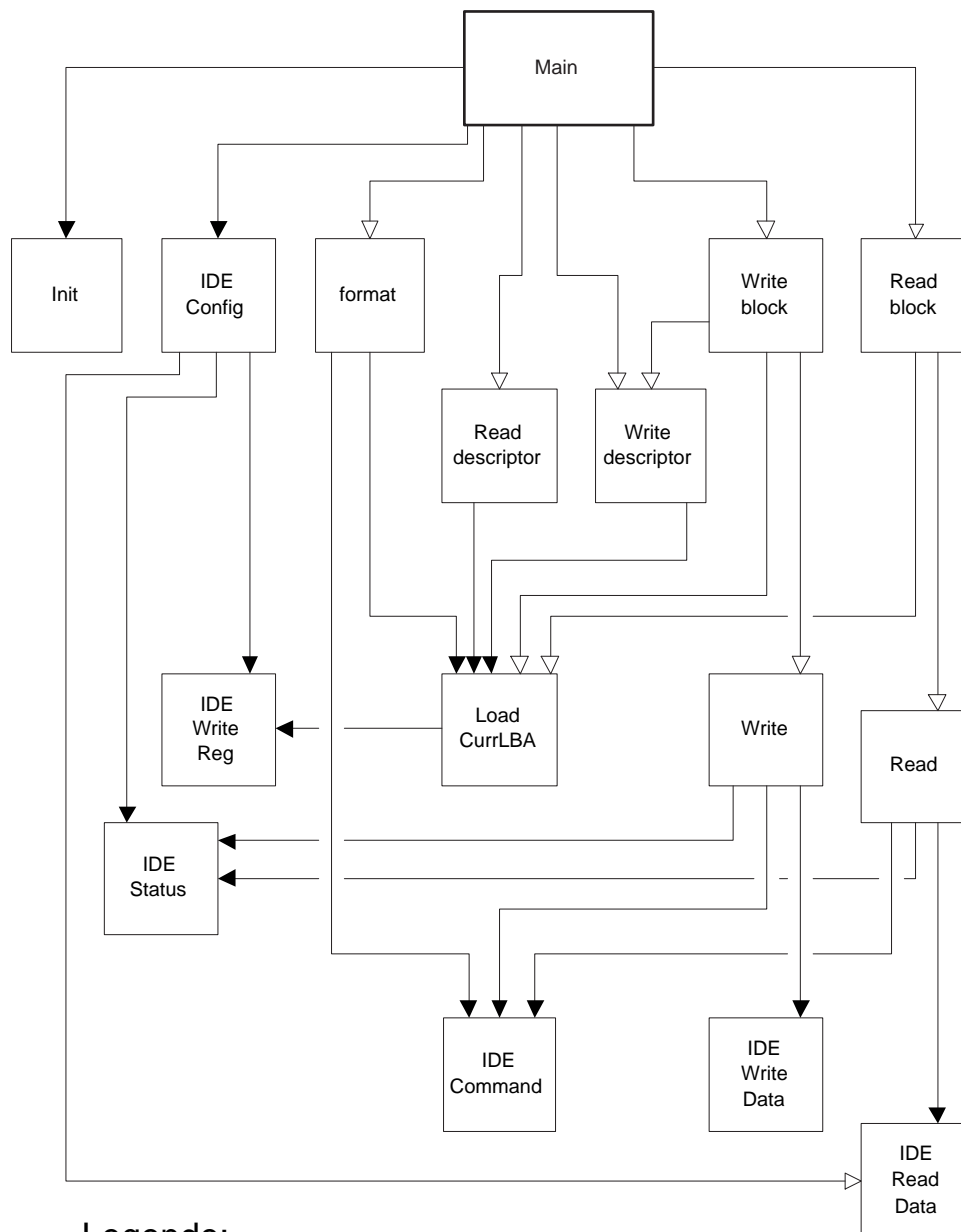 Main
Init
IDE
Config
format
Write
block
Read
block
Read
descriptor
Write
descriptor
IDE
Write
Reg
Load
CurrLBA
Write
Read
IDE
Status
IDE
Command
IDE
Write
Data
IDE
Read
Data